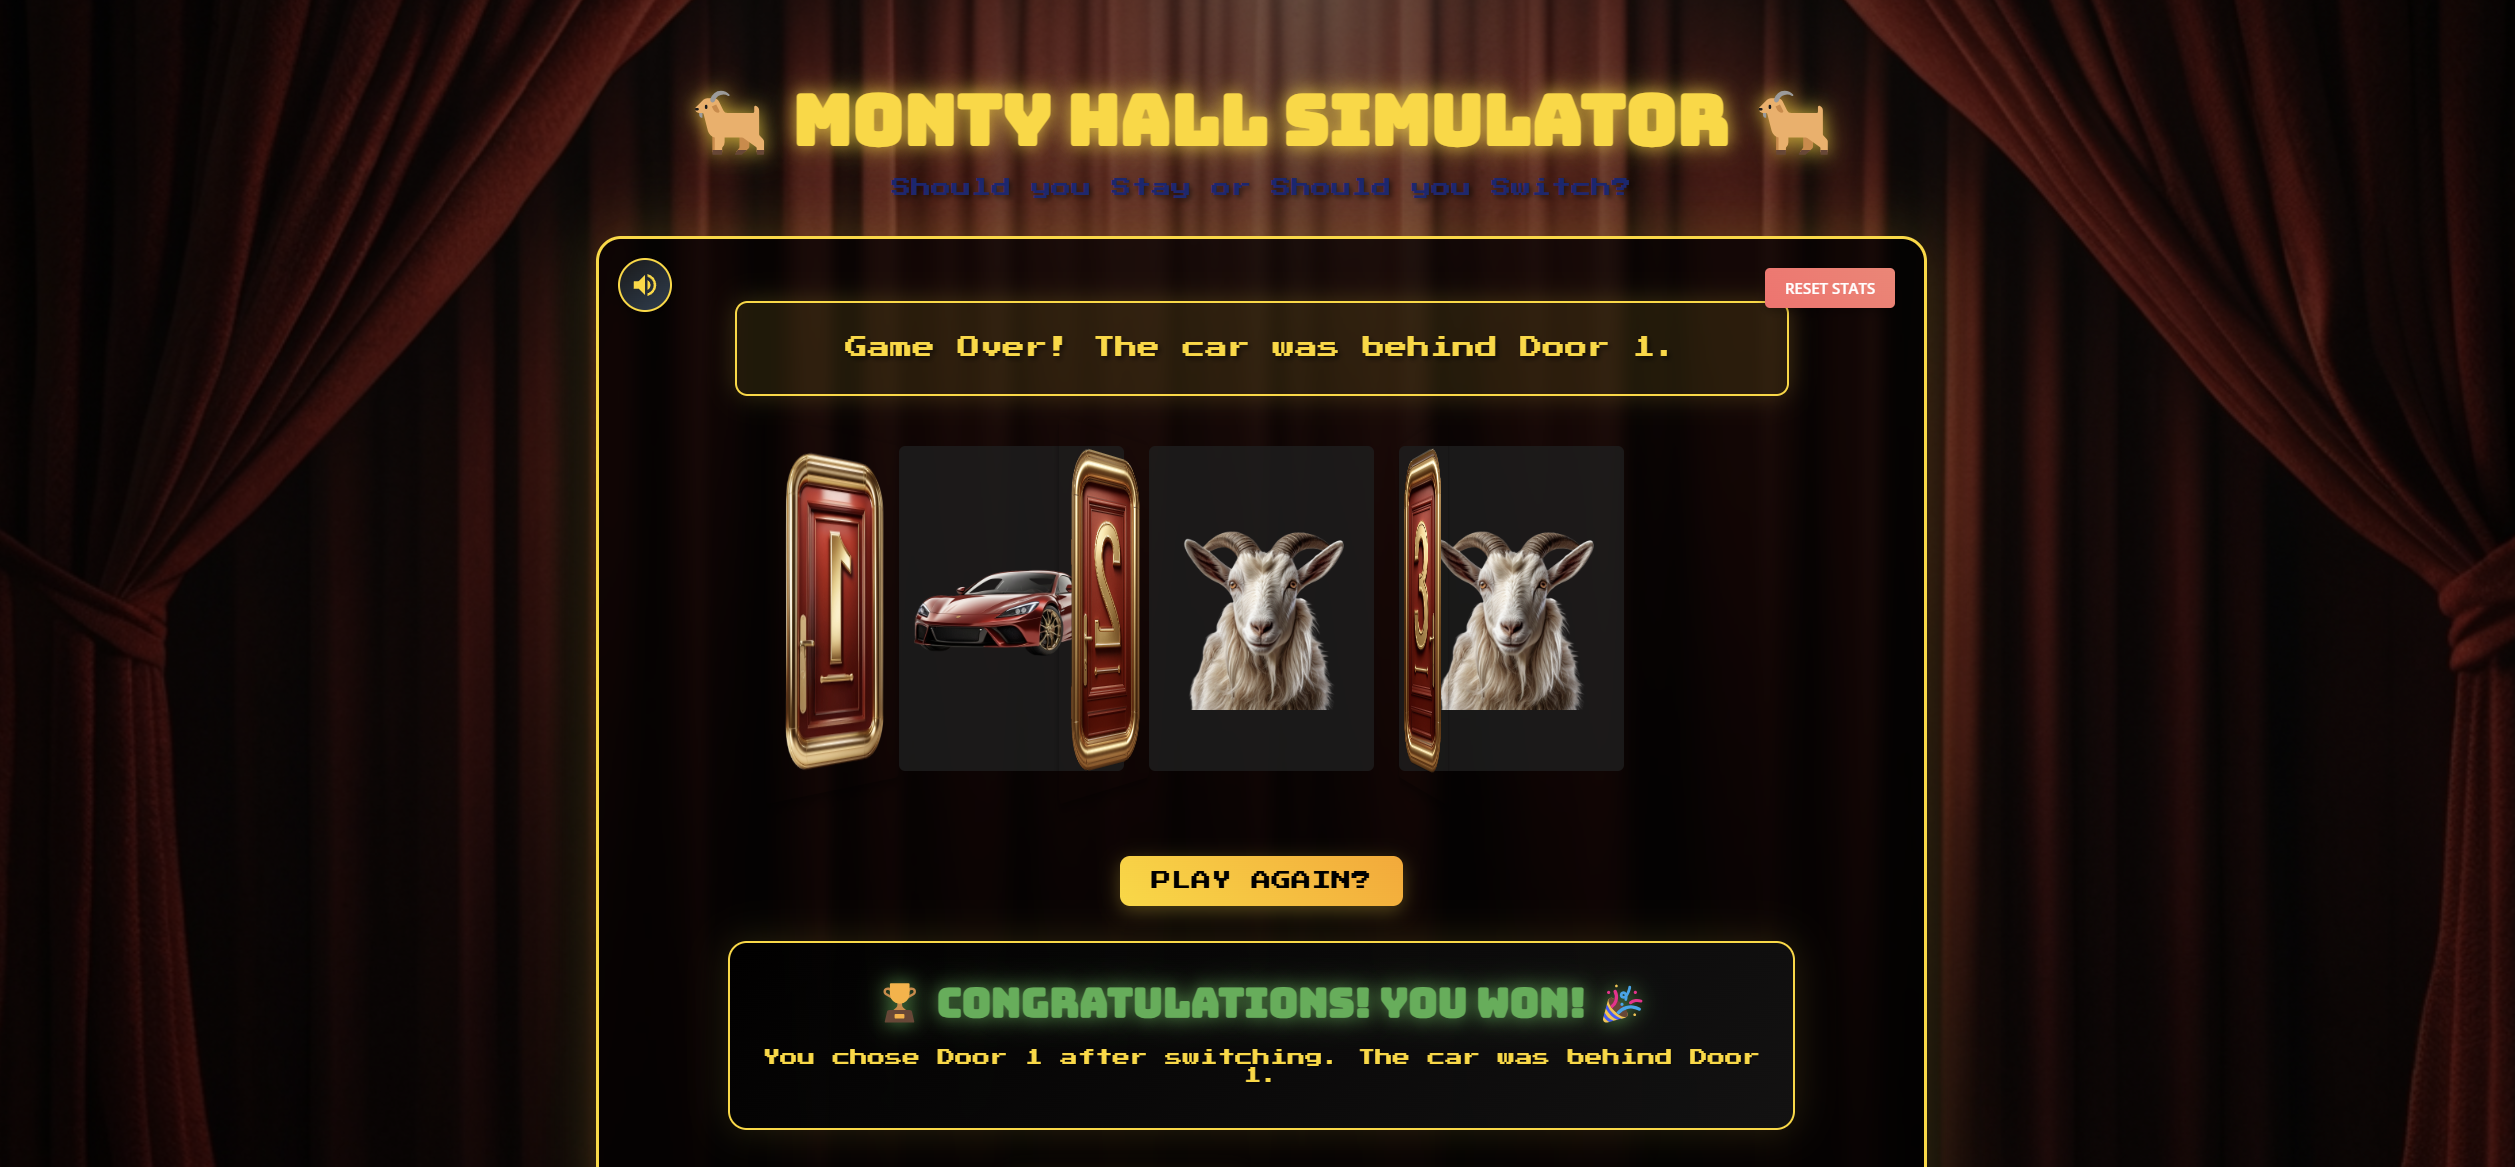 MONTY HALL SIMULATOR
Should you Stay or Should you Switch?
RESET STATS
Game Over! The car was behind Door 1.
1
2
3
PLAY AGAIN?
CONGRATULATIONS! YOU WON!
You chose Door 1 after switching. The car was behind Door
1.